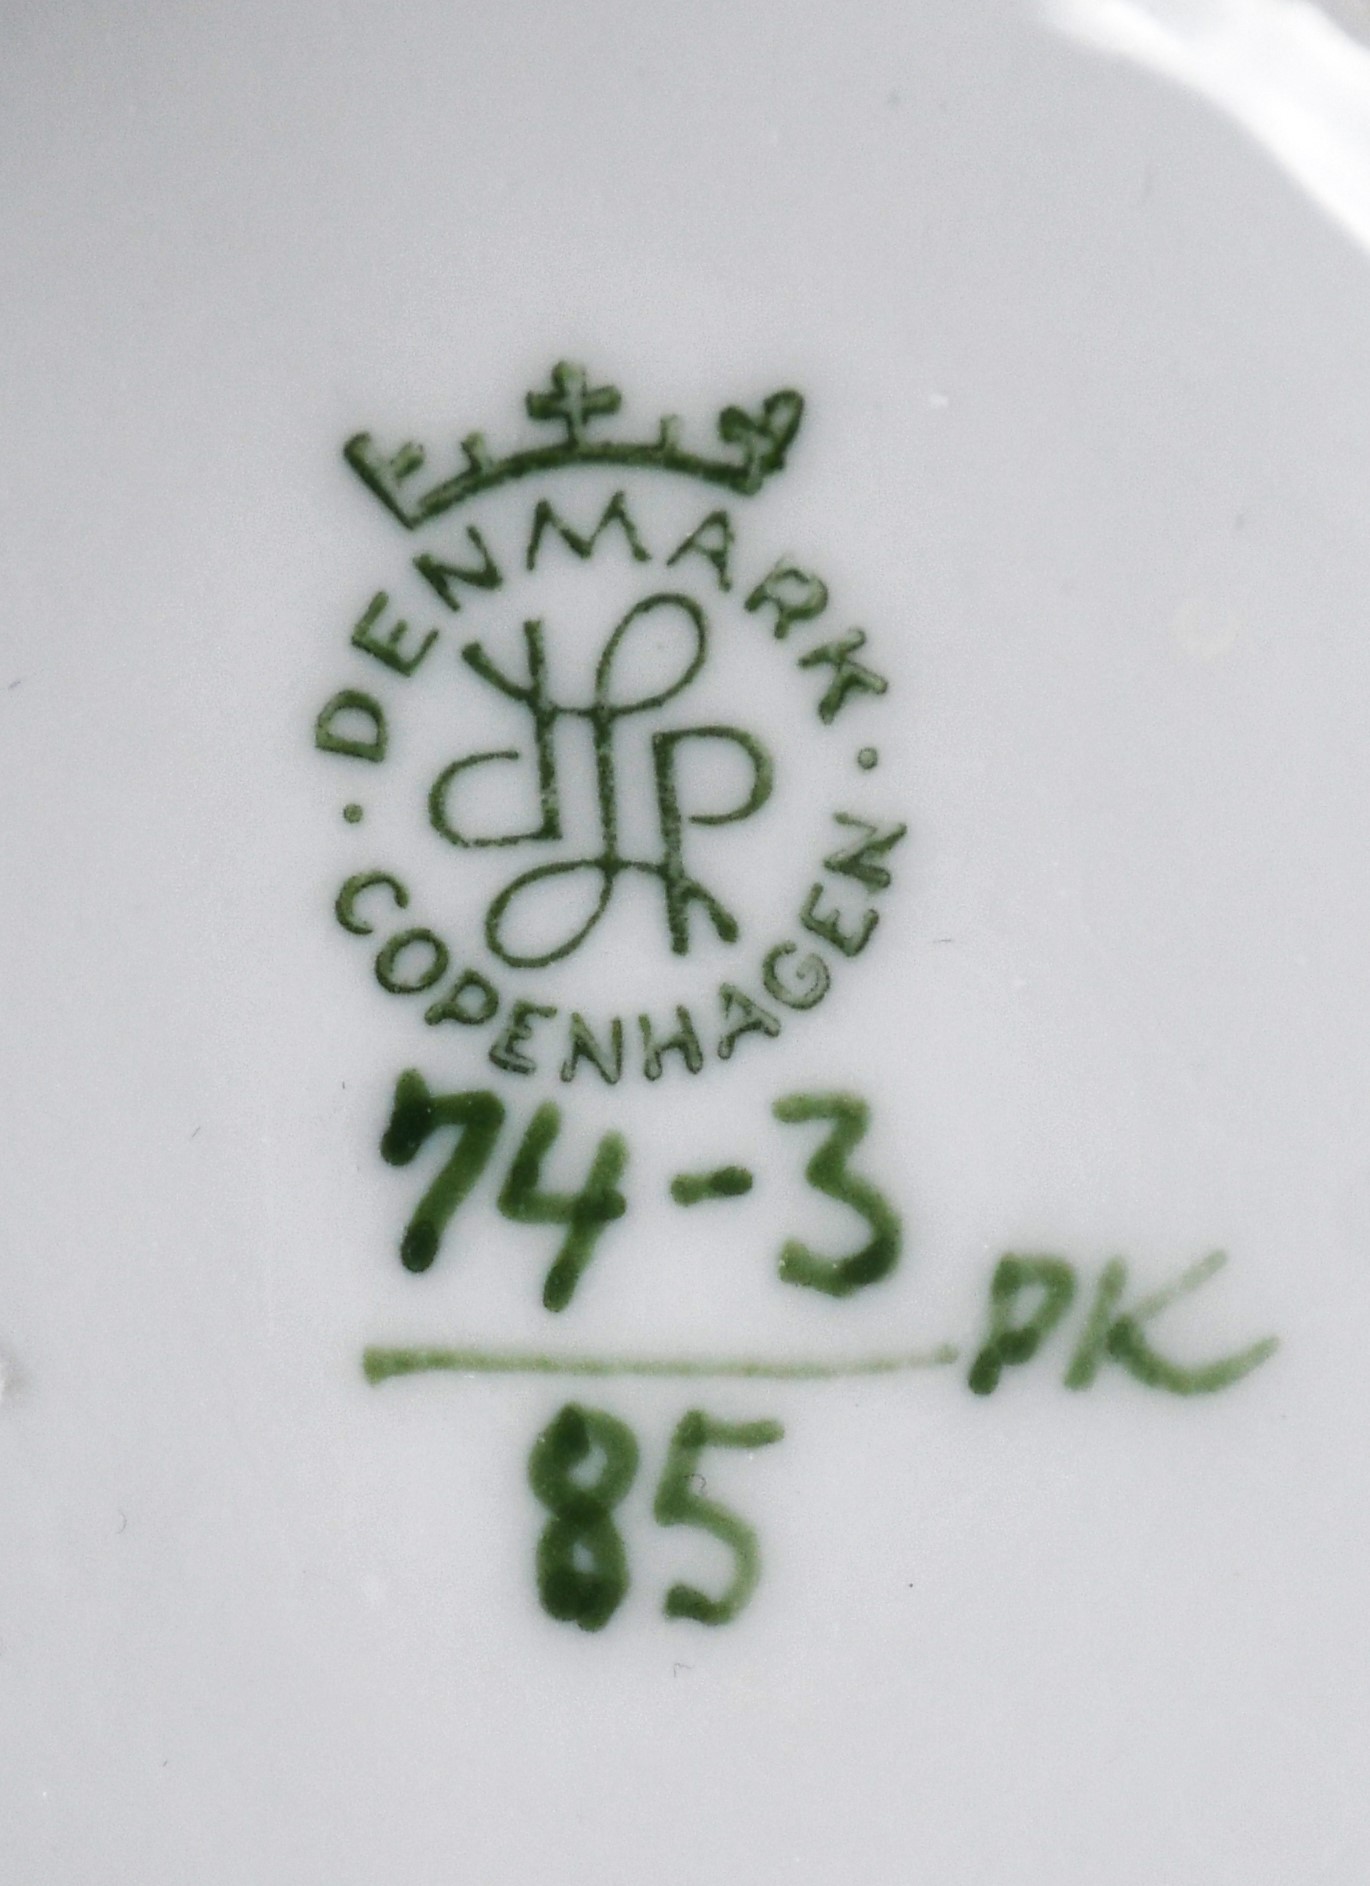 · DENMARK ·
COPENHAGEN
74-3
PK
85